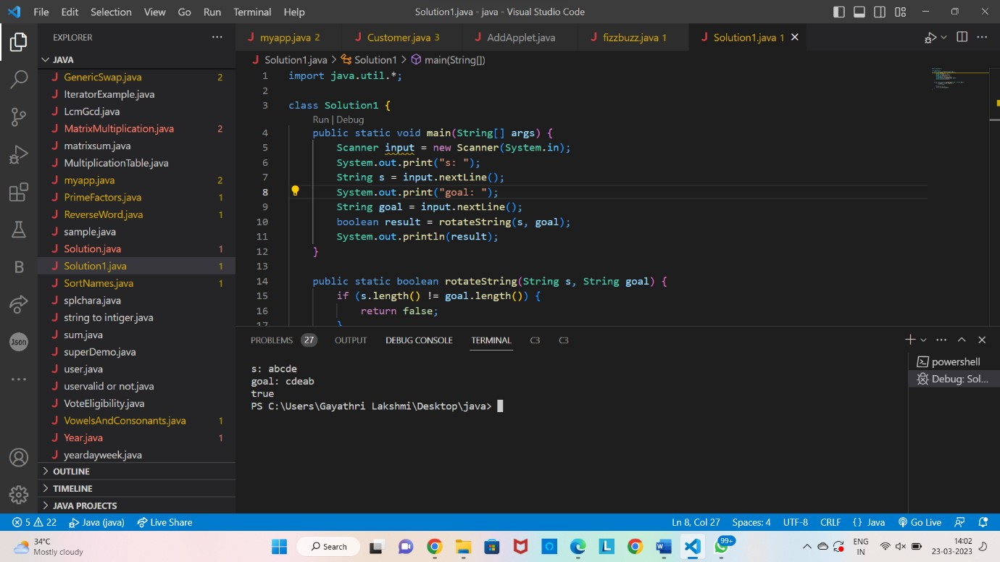 File Edit Selection View Go Run Terminal Help Solution1.java - java - Visual Studio Code
EXPLORER
JAVA
GenericSwap.java 2
IteratorExample.java
LcmGcd.java
MatrixMultiplication.java 2
matrixsum.java
MultiplicationTable.java
myapp.java 2
PrimeFactors.java 1
ReverseWord.java 1
sample.java
Solution.java 1
Solution1.java 1
SortNames.java 1
splchara.java
string to intiger.java
sum.java
superDemo.java
user.java
uservalid or not.java
VoteEligibility.java
VowelsAndConsonants.java 1
Year.java 1
yeardayweek.java
OUTLINE
TIMELINE
JAVA PROJECTS
B
Json
J myapp.java 2 J Customer.java 3 J AddApplet.java J fizzbuzz.java 1 J Solution1.java 1
J Solution1.java > Solution1 > main(String[])
1 import java.util.*;
2
3 class Solution1 {
Run | Debug
4 public static void main(String[] args) {
5 Scanner input = new Scanner(System.in);
6 System.out.print("s: ");
7 String s = input.nextLine();
8 System.out.print("goal: ");
9 String goal = input.nextLine();
10 boolean result = rotateString(s, goal);
11 System.out.println(result);
12 }
13
14 public static boolean rotateString(String s, String goal) {
15 if (s.length() != goal.length()) {
16 return false;
17 }
PROBLEMS 27 OUTPUT DEBUG CONSOLE TERMINAL C3 C3
s: abcde
goal: cdeab
true
PS C:\Users\Gayathri Lakshmi\Desktop\java>
powershell
Debug: Sol...
5 22 Java (java) Live Share Ln 8, Col 27 Spaces: 4 UTF-8 CRLF {} Java Go Live
34°C
Mostly cloudy
Search
L
W
99+
ENG
IN
14:02
23-03-2023